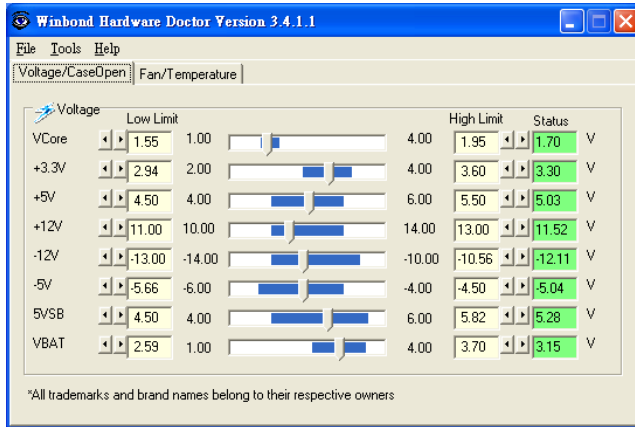 Winbond Hardware Doctor Version 3.4.1.1
File Tools Help
Voltage/CaseOpen Fan/Temperature
Voltage
Low Limit High Limit Status
VCore 1.55 1.00 4.00 1.95 1.70 V
+3.3V 2.94 2.00 4.00 3.60 3.30 V
+5V 4.50 4.00 6.00 5.50 5.03 V
+12V 11.00 10.00 14.00 13.00 11.52 V
-12V -13.00 -14.00 -10.00 -10.56 -12.11 V
-5V -5.66 -6.00 -4.00 -4.50 -5.04 V
5VSB 4.50 4.00 6.00 5.82 5.28 V
VBAT 2.59 1.00 4.00 3.70 3.15 V
*All trademarks and brand names belong to their respective owners